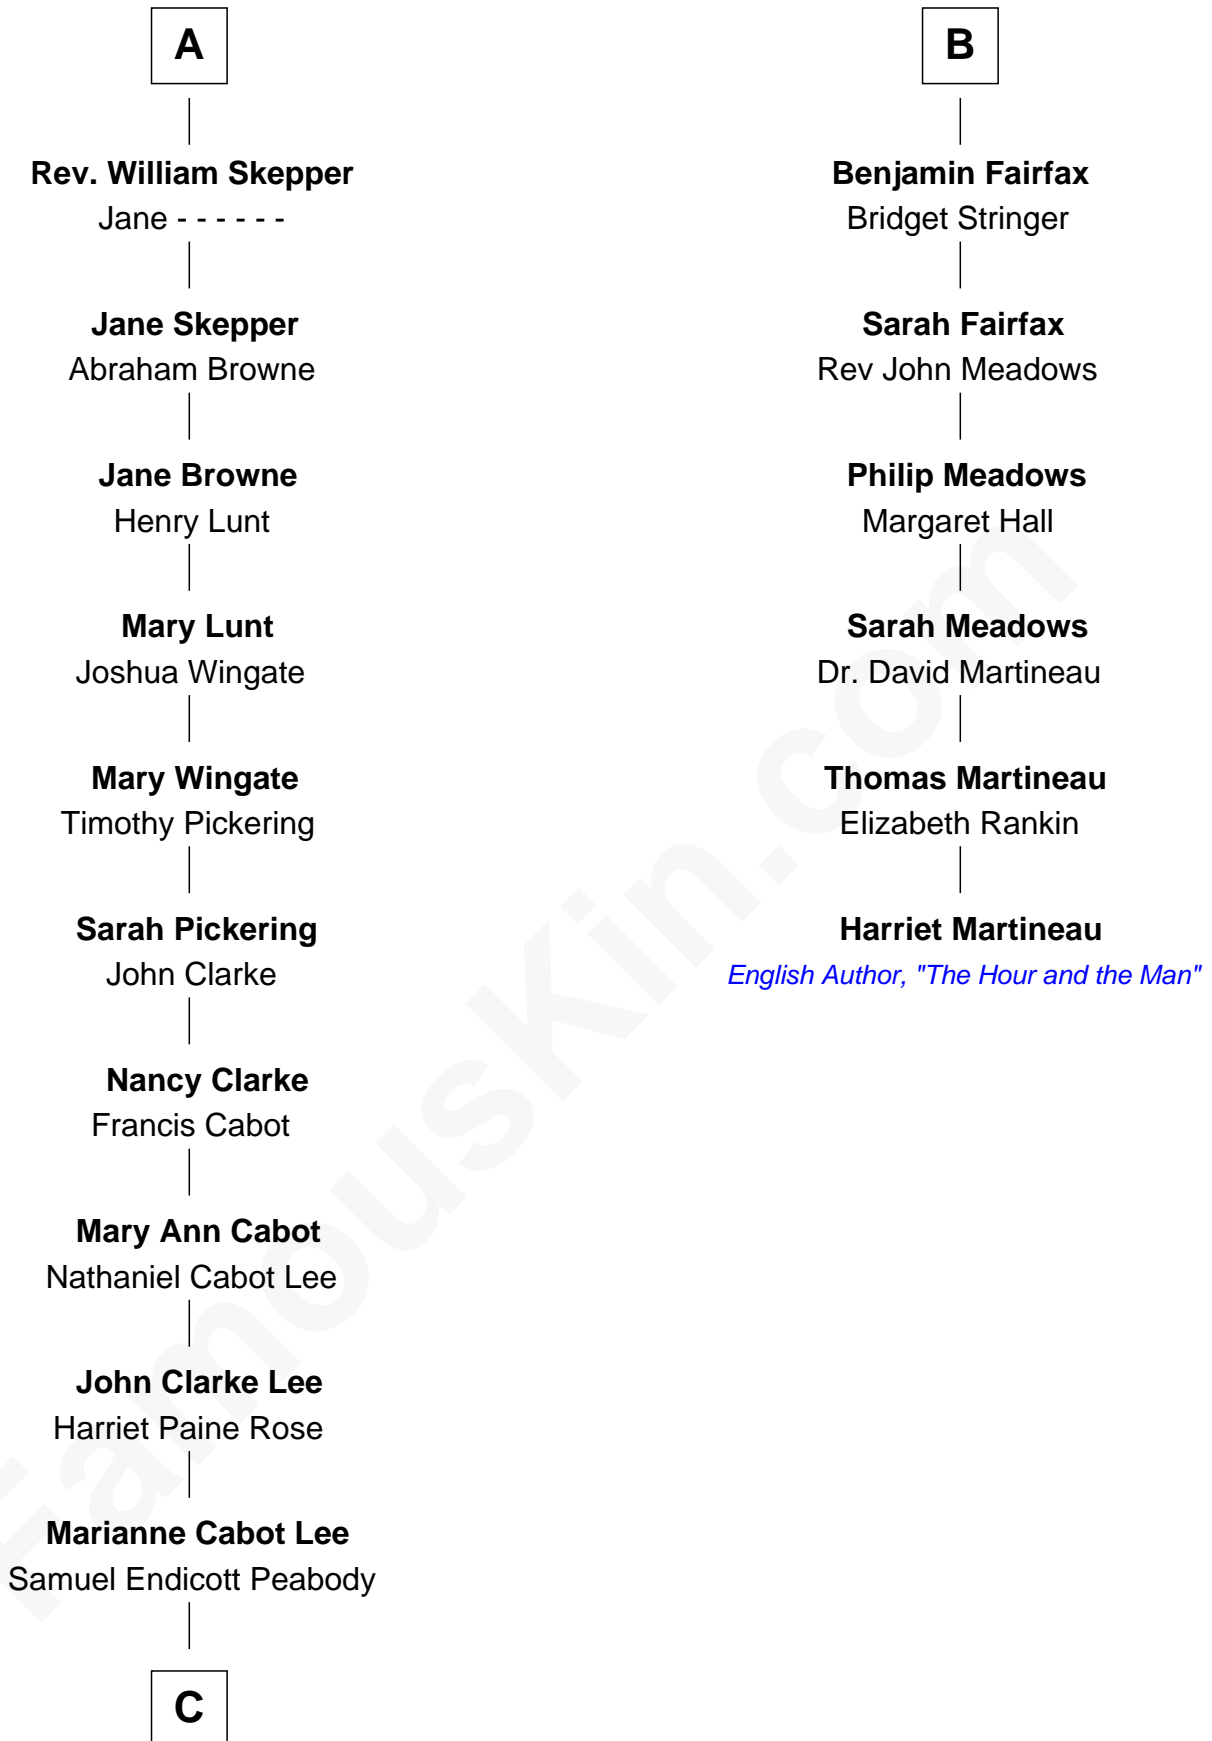 A
Rev. William Skepper
Jane - - - - - -
Jane Skepper
Abraham Browne
Jane Browne
Henry Lunt
Mary Lunt
Joshua Wingate
Mary Wingate
Timothy Pickering
Sarah Pickering
John Clarke
Nancy Clarke
Francis Cabot
Mary Ann Cabot
Nathaniel Cabot Lee
John Clarke Lee
Harriet Paine Rose
Marianne Cabot Lee
Samuel Endicott Peabody
C
B
Benjamin Fairfax
Bridget Stringer
Sarah Fairfax
Rev John Meadows
Philip Meadows
Margaret Hall
Sarah Meadows
Dr. David Martineau
Thomas Martineau
Elizabeth Rankin
Harriet Martineau
English Author, "The Hour and the Man"
FamousKin.com